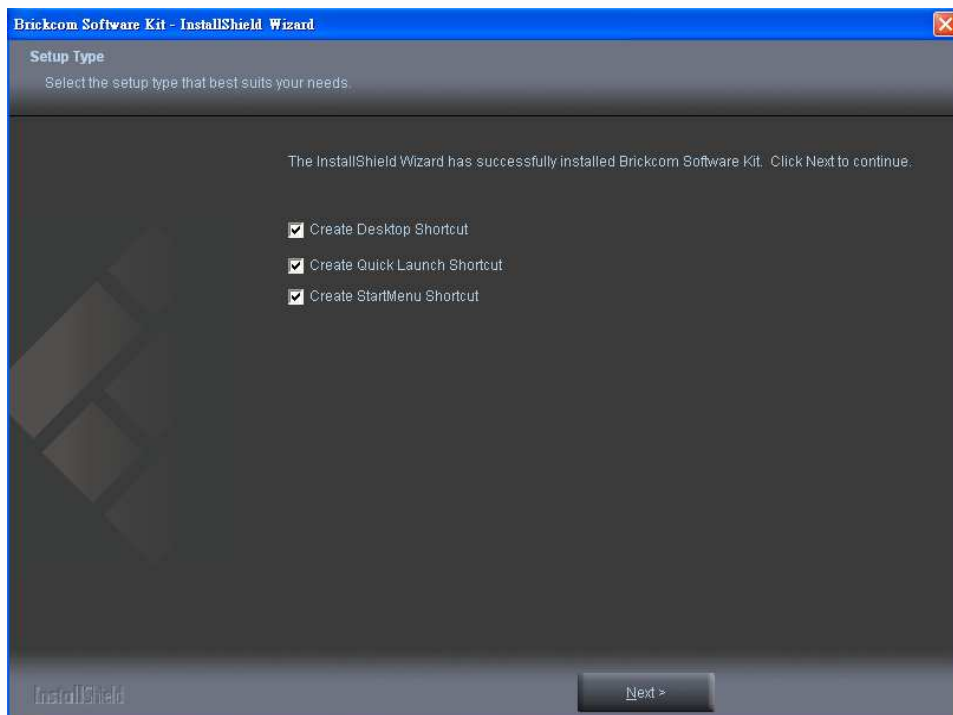 Brickcom Software Kit - InstallShield Wizard
Setup Type
Select the setup type that best suits your needs.
The InstallShield Wizard has successfully installed Brickcom Software Kit. Click Next to continue.
Create Desktop Shortcut
Create Quick Launch Shortcut
Create StartMenu Shortcut
InstallShield
Next >